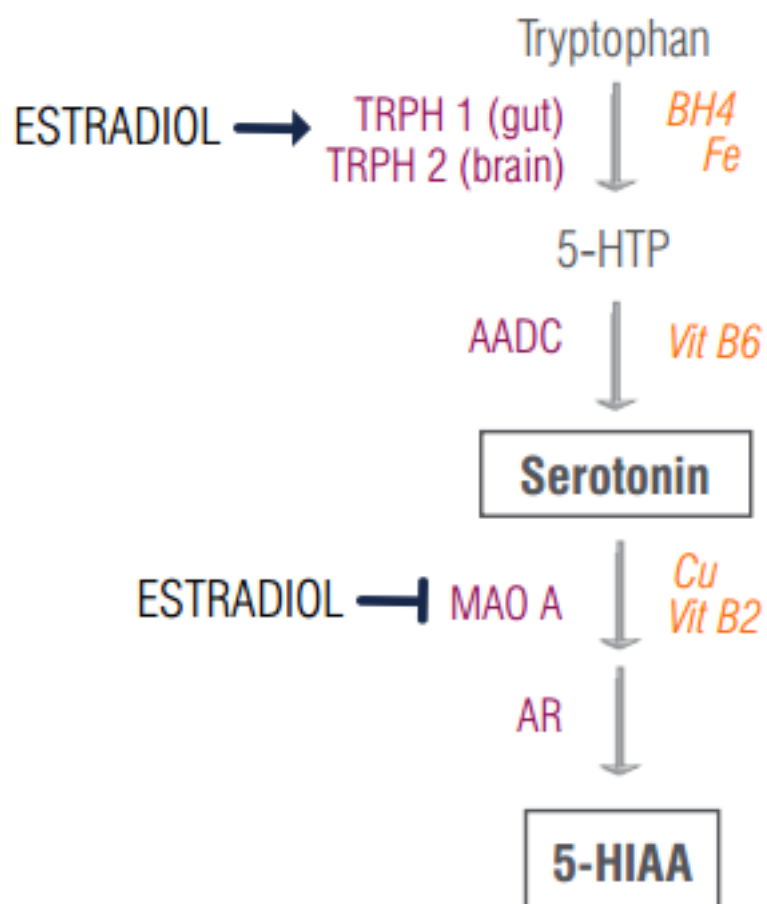 Tryptophan
ESTRADIOL
TRPH 1 (gut)
TRPH 2 (brain)
BH4
Fe
5-HTP
AADC
Vit B6
Serotonin
ESTRADIOL
MAO A
Cu
Vit B2
AR
5-HIAA